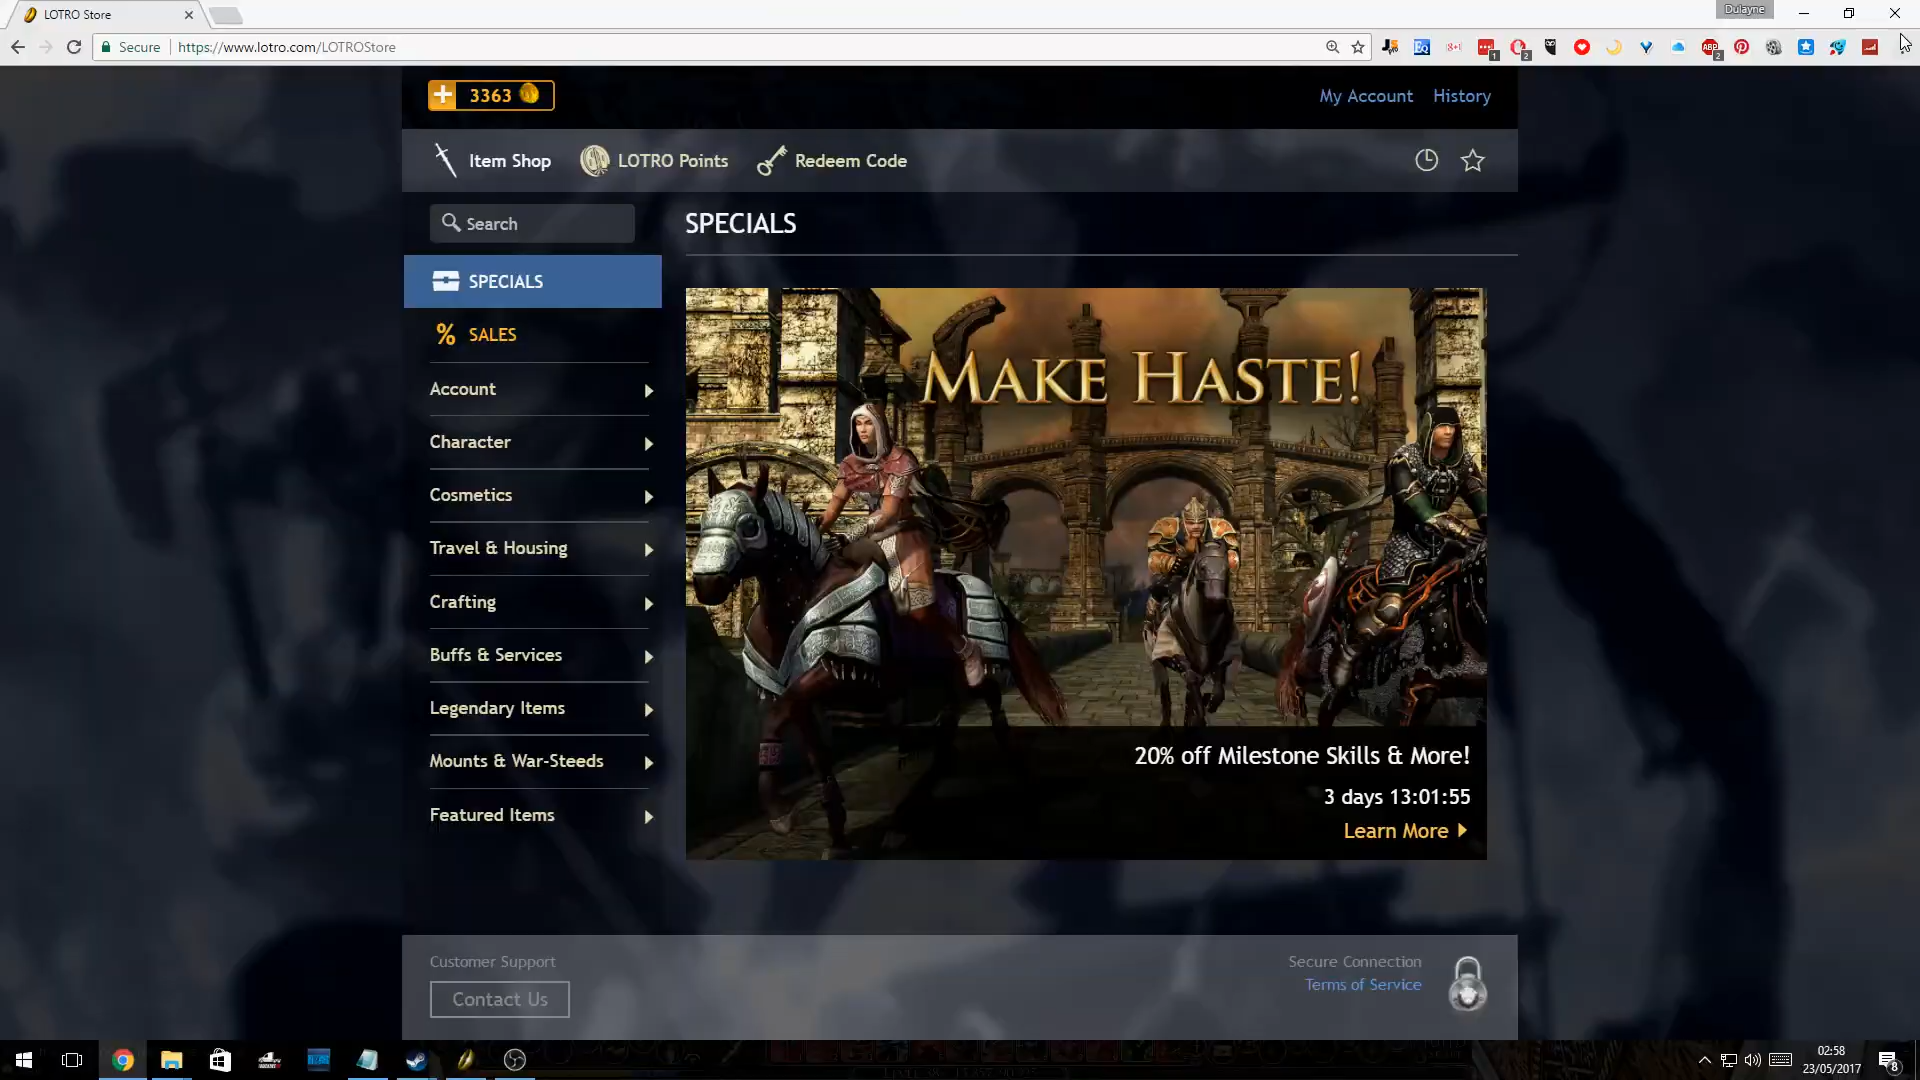 LOTRO Store
Dulayne
Secure
https://www.lotro.com/LOTROStore
3363
My Account
History
Item Shop
LOTRO Points
Redeem Code
Search
SPECIALS
SPECIALS
% SALES
Account
Character
Cosmetics
Travel & Housing
Crafting
Buffs & Services
Legendary Items
Mounts & War-Steeds
Featured Items
MAKE HASTE!
20% off Milestone Skills & More!
3 days 13:01:55
Learn More
Customer Support
Contact Us
Secure Connection
Terms of Service
02:58
23/05/2017
8